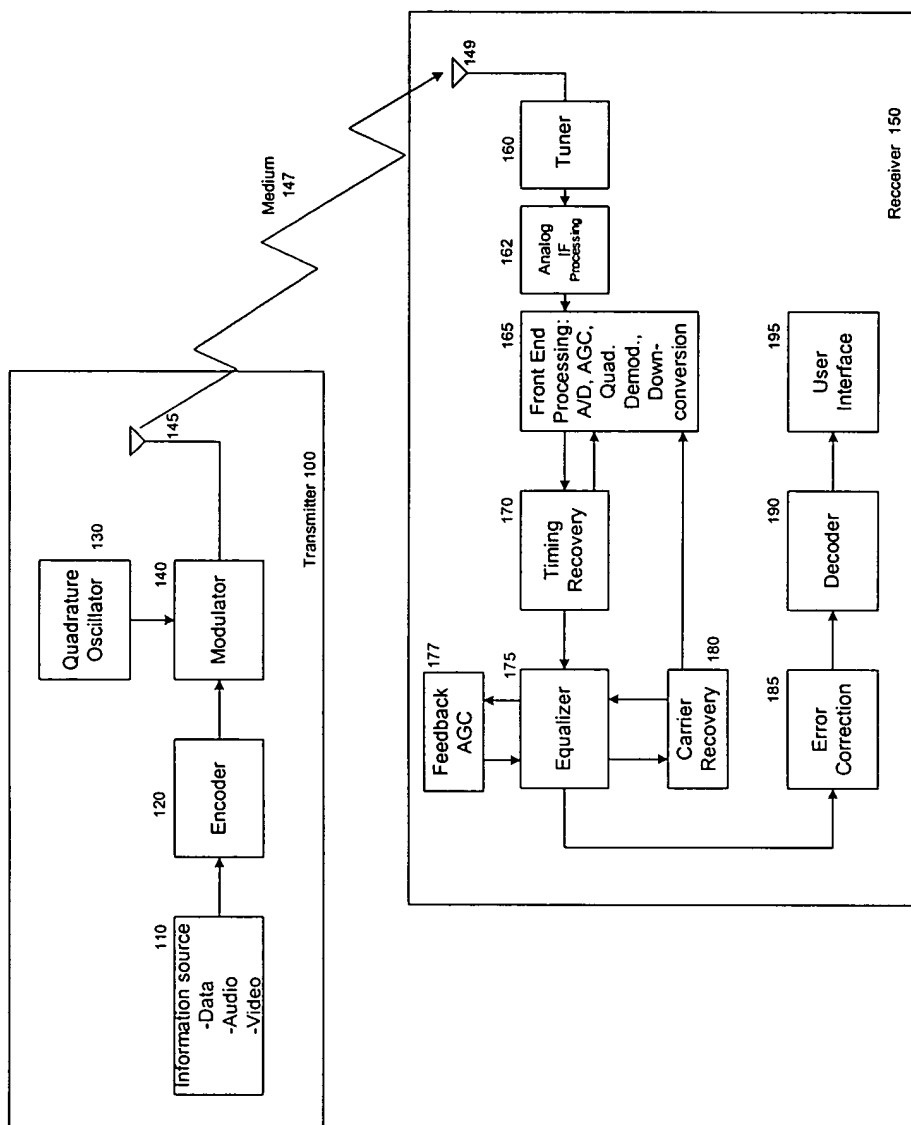 Information source
-Data
-Audio
-Video
110
Encoder
120
Modulator
140
Quadrature
Oscillator
130
145
Transmitter 100
Medium
147
149
Tuner
160
Analog
IF
Processing
162
Front End
Processing:
A/D, AGC,
Quad.
Demod.,
Down-
conversion
165
Timing
Recovery
170
Feedback
AGC
177
Equalizer
175
Carrier
Recovery
180
Error
Correction
185
Decoder
190
User
Interface
195
Recceiver 150